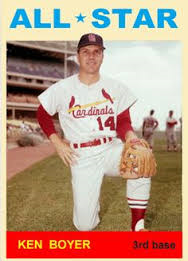 ALL ★ STAR
Cardinals
14
KEN BOYER 3rd base